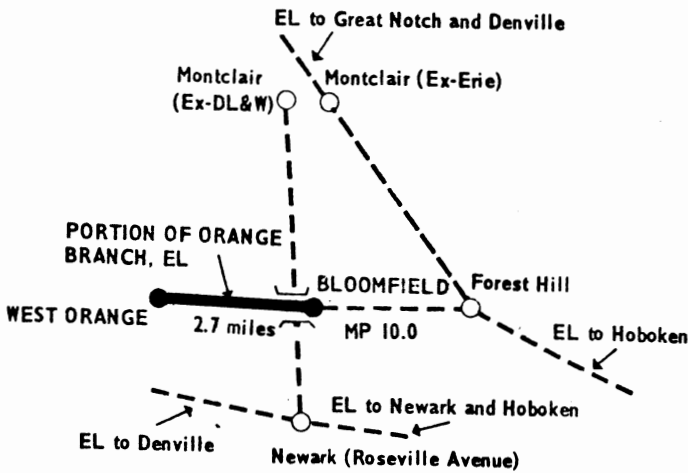 EL to Great Notch and Denville
Montclair
(Ex-DL&W)
Montclair (Ex-Erie)
PORTION OF ORANGE
BRANCH, EL
BLOOMFIELD
Forest Hill
WEST ORANGE
2.7 miles
MP 10.0
EL to Hoboken
EL to Newark and Hoboken
EL to Denville
Newark (Roseville Avenue)